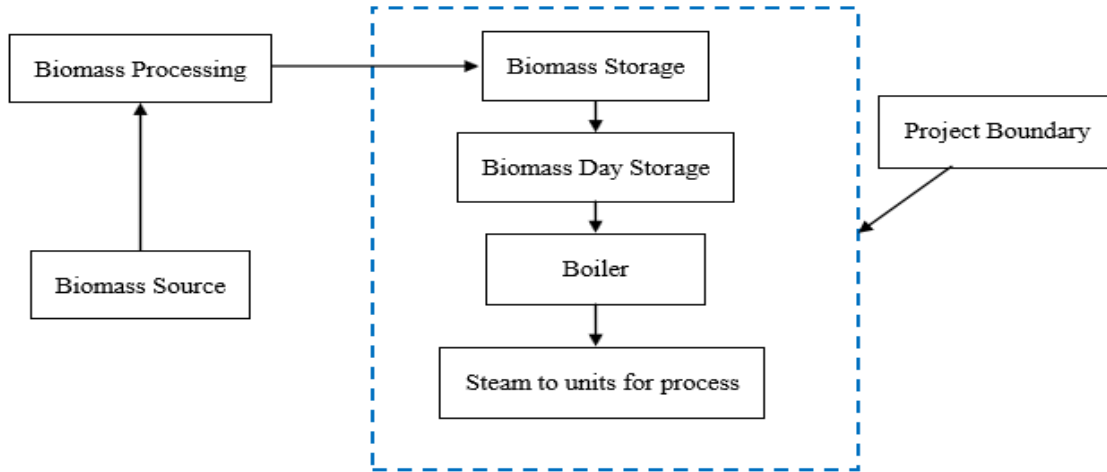 Biomass Processing
Biomass Storage
Project Boundary
Biomass Day Storage
Boiler
Biomass Source
Steam to units for process